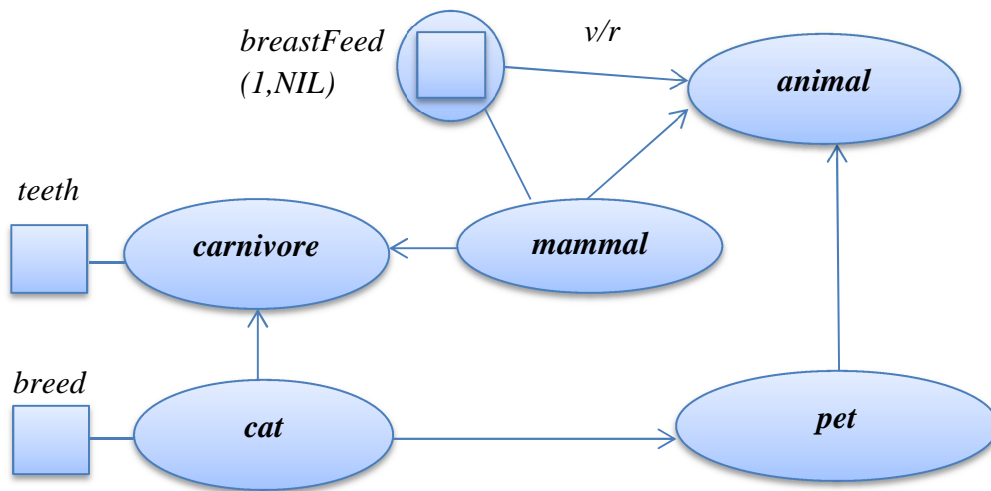 breastFeed
(1,NIL)
v/r
animal
teeth
carnivore
mammal
breed
cat
pet